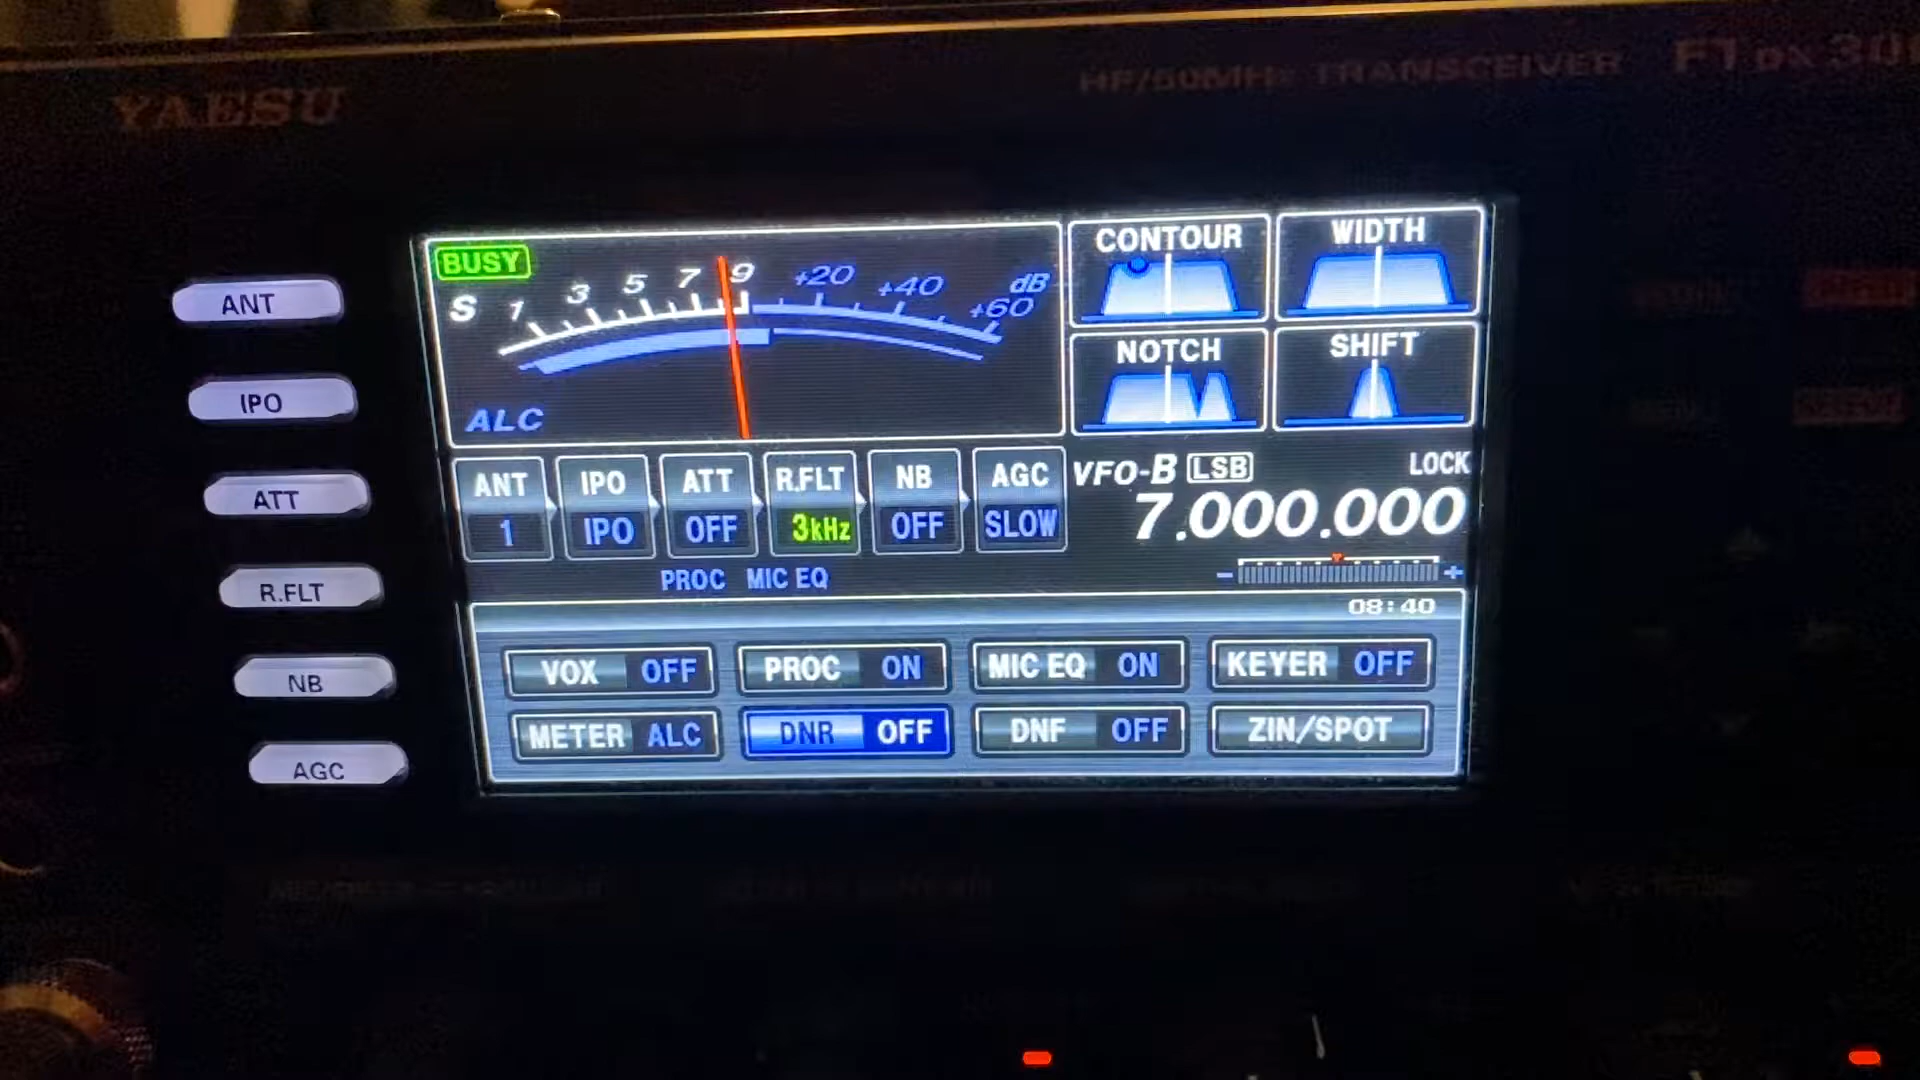 YAESU
HF/50MHz TRANSCEIVER
BUSY
S 1 3 5 7 9 +20 +40 +60 dB
ALC
CONTOUR WIDTH
NOTCH SHIFT
ANT
IPO
ATT
R.FLT
NB
AGC
ANT IPO ATT R.FLT NB AGC
1 IPO OFF 3kHz OFF SLOW
VFO-B LSB LOCK
7.000.000
PROC MIC EQ
- +
08:40
VOX OFF PROC ON MIC EQ ON KEYER OFF
METER ALC DNR OFF DNF OFF ZIN/SPOT